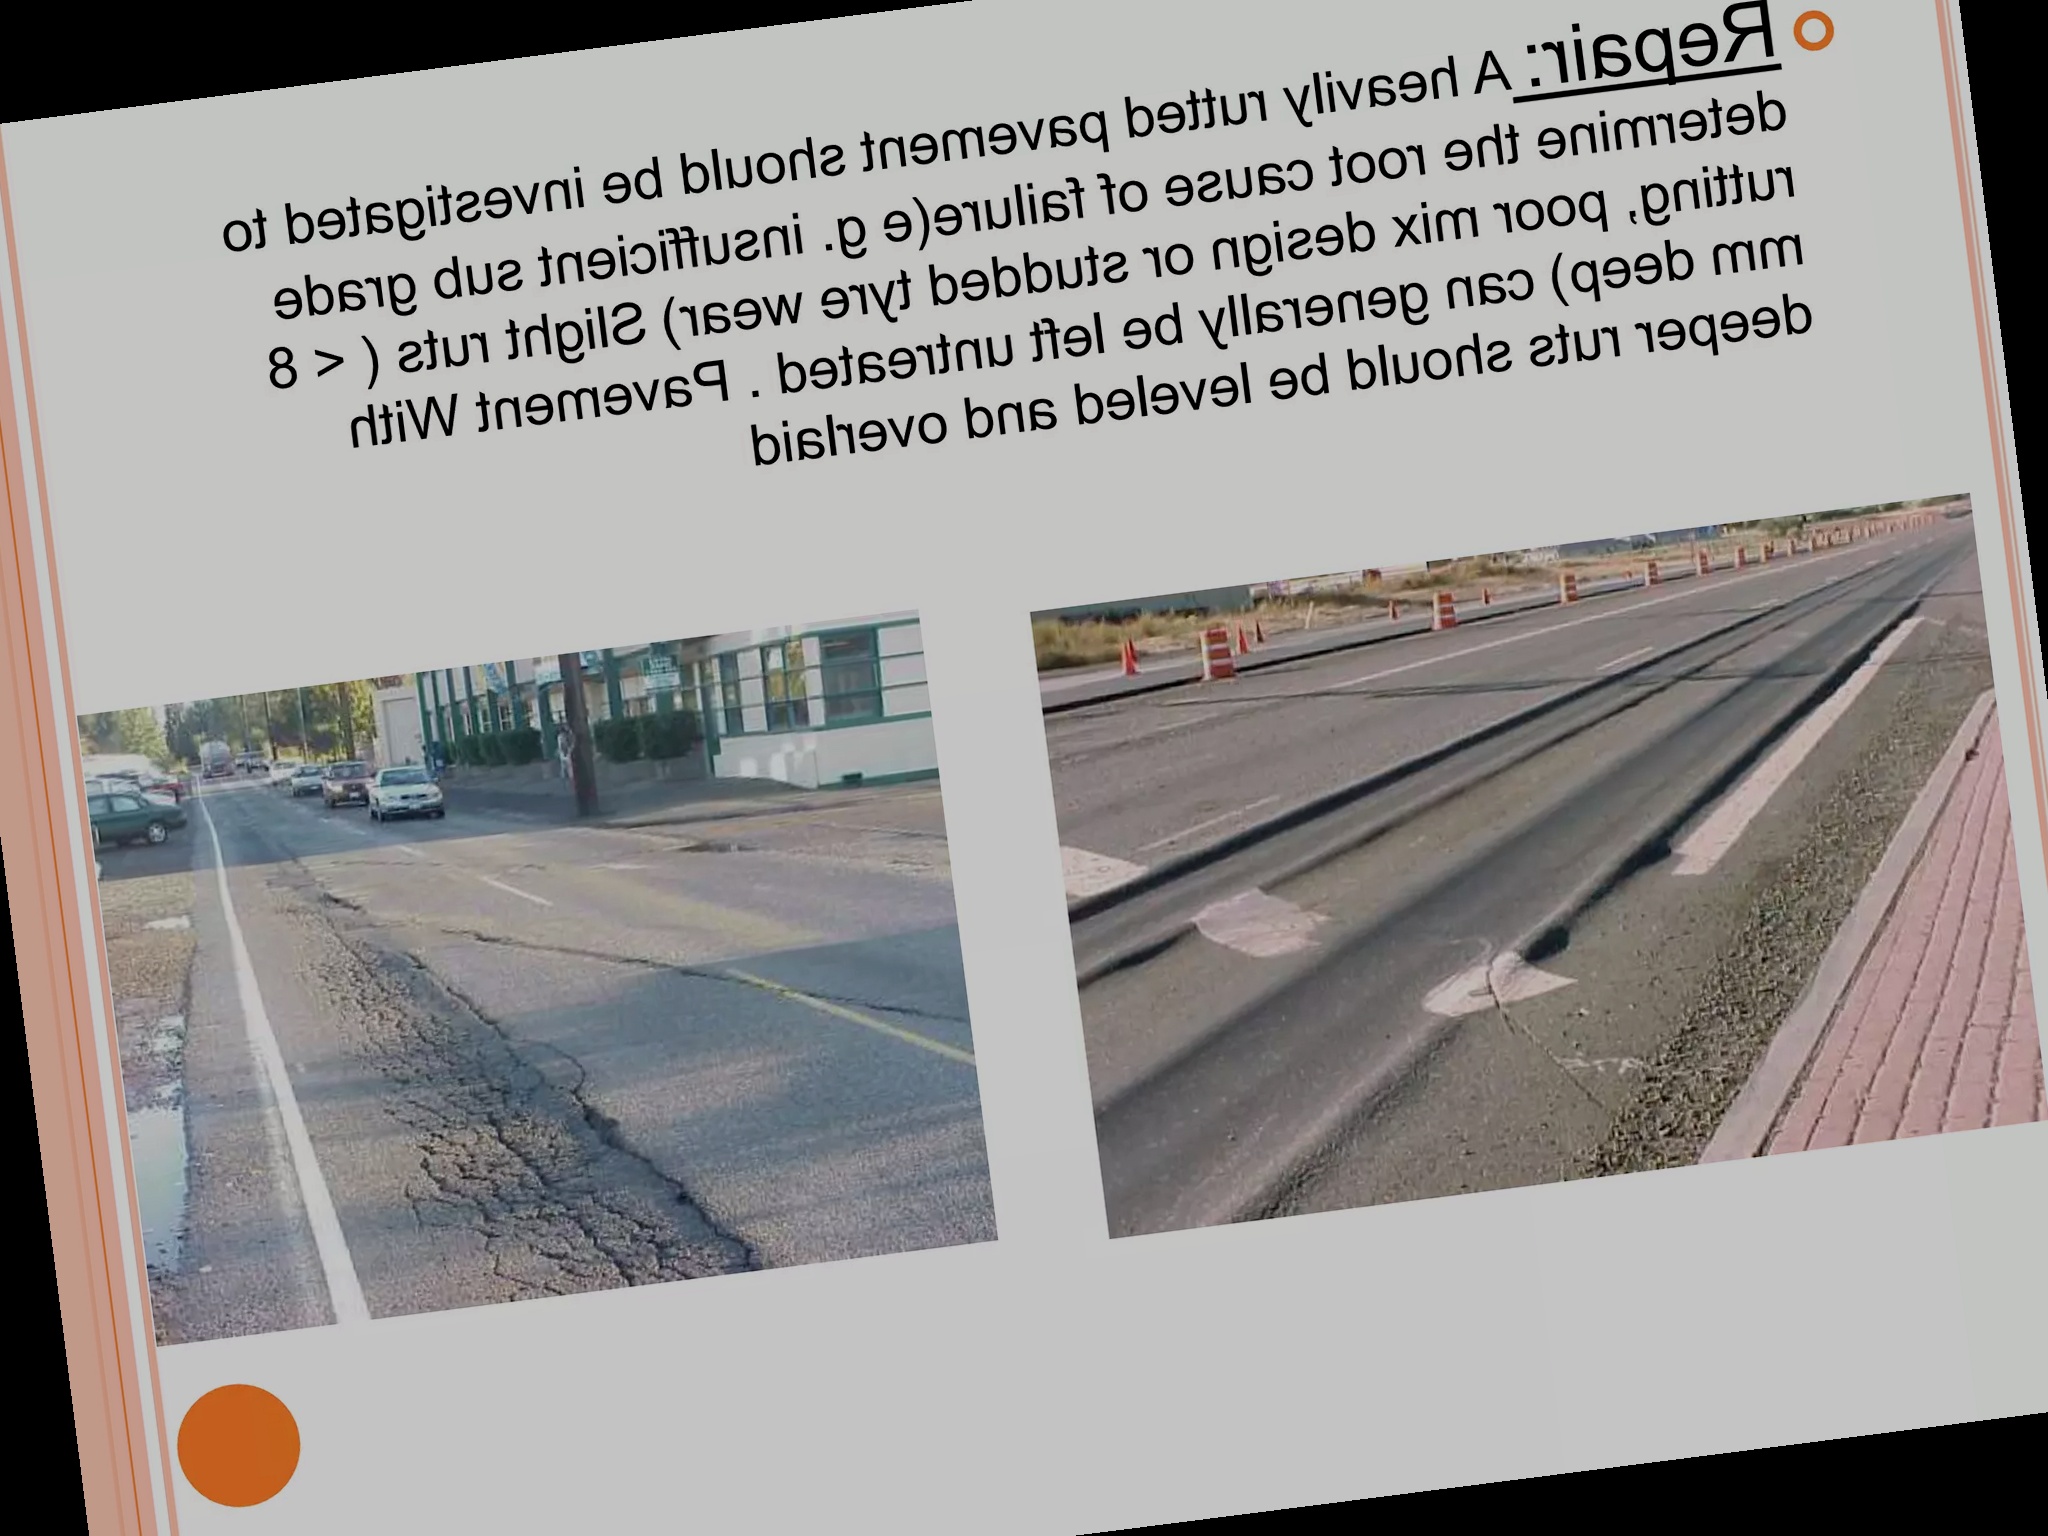 Repair: A heavily rutted pavement should be investigated to
determine the root cause of failure(e g. insufficient sub grade
rutting, poor mix design or studded tyre wear) Slight ruts ( < 8
mm deep) can generally be left untreated . Pavement With
deeper ruts should be leveled and overlaid